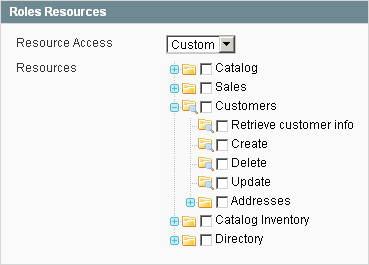 Roles Resources
Resource Access Custom
Resources Catalog
Sales
Customers
Retrieve customer info
Create
Delete
Update
Addresses
Catalog Inventory
Directory